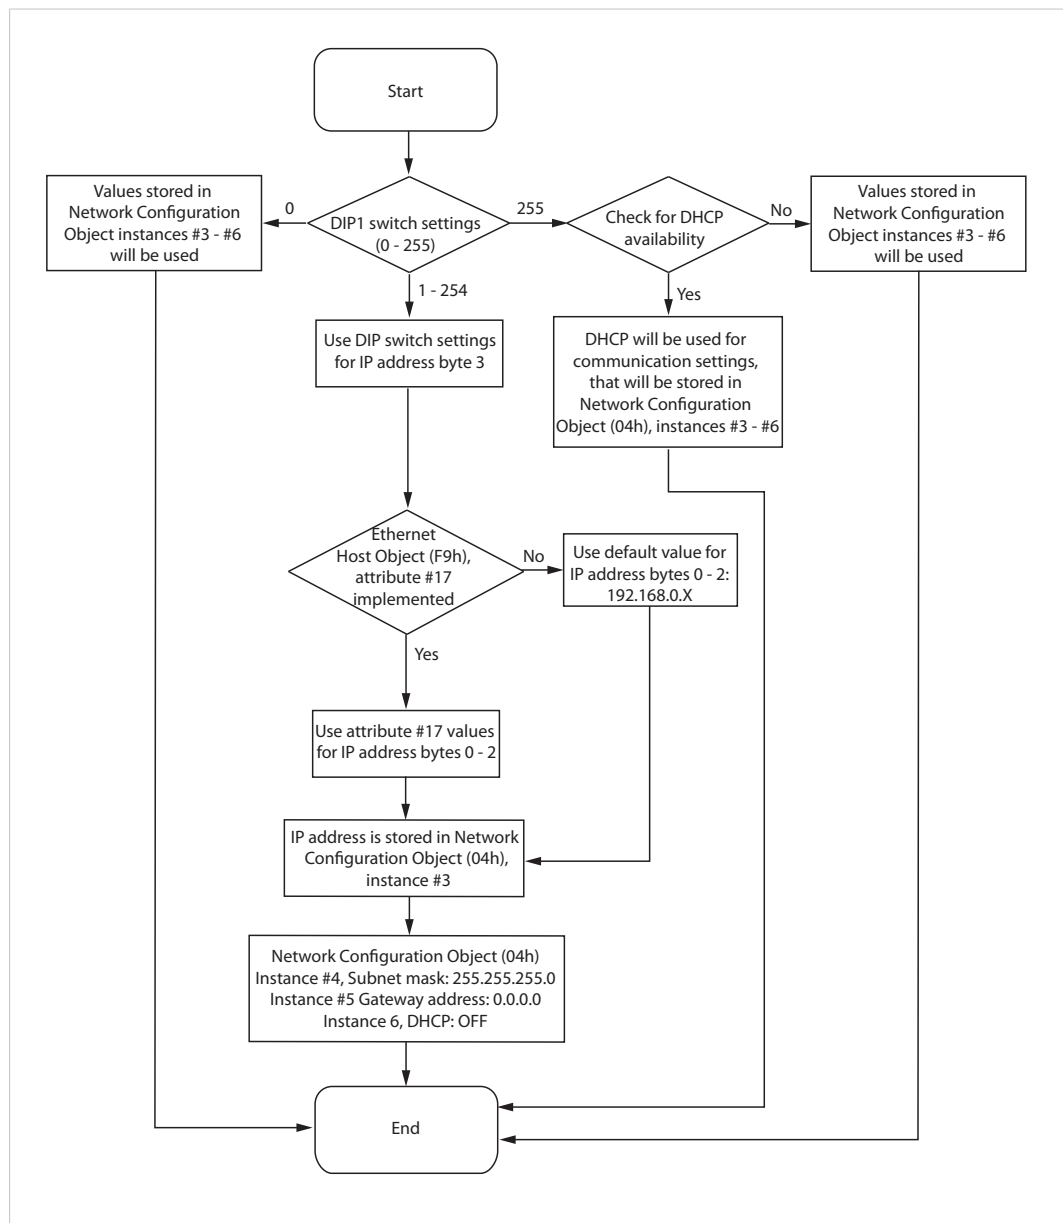 Start
Values stored in
Network Configuration
Object instances #3 - #6
will be used
0
DIP1 switch settings
(0 - 255)
255
Check for DHCP
availability
No
Values stored in
Network Configuration
Object instances #3 - #6
will be used
1 - 254
Yes
Use DIP switch settings
for IP address byte 3
DHCP will be used for
communication settings,
that will be stored in
Network Configuration
Object (04h), instances #3 - #6
Ethernet
Host Object (F9h),
attribute #17
implemented
No
Use default value for
IP address bytes 0 - 2:
192.168.0.X
Yes
Use attribute #17 values
for IP address bytes 0 - 2
IP address is stored in Network
Configuration Object (04h),
instance #3
Network Configuration Object (04h)
Instance #4, Subnet mask: 255.255.255.0
Instance #5 Gateway address: 0.0.0.0
Instance 6, DHCP: OFF
End